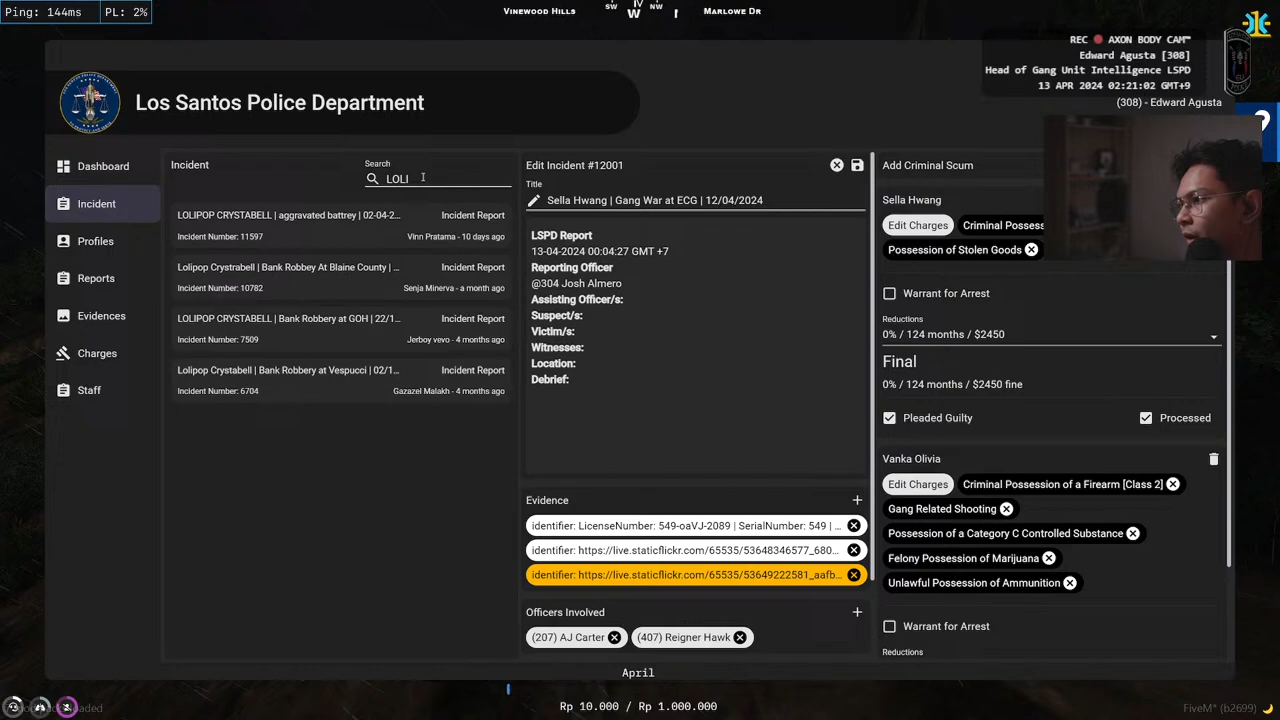 Ping: 144ms PL: 2%
VINEWOOD HILLS
SW W NW
MARLOWE DR
REC AXON BODY CAM™
Edward Agusta [308]
Head of Gang Unit Intelligence LSPD
13 APR 2024 02:21:02 GMT+9
(308) - Edward Agusta
Los Santos Police Department
Dashboard
Incident
Profiles
Reports
Evidences
Charges
Staff
Incident
Search
LOLI
LOLIPOP CRYSTABELL | aggravated battrey | 02-04-2...
Incident Report
Incident Number: 11597
Vinn Pratama - 10 days ago
Lolipop Crystrabell | Bank Robbey At Blaine County | ...
Incident Report
Incident Number: 10782
Senja Minerva - a month ago
LOLIPOP CRYSTABELL | Bank Robbery at GOH | 22/1...
Incident Report
Incident Number: 7509
Jerboy vevo - 4 months ago
Lolipop Crystabell | Bank Robbery at Vespucci | 02/1...
Incident Report
Incident Number: 6704
Gazazel Malakh - 4 months ago
Edit Incident #12001
Title
Sella Hwang | Gang War at ECG | 12/04/2024
LSPD Report
13-04-2024 00:04:27 GMT +7
Reporting Officer
@304 Josh Almero
Assisting Officer/s:
Suspect/s:
Victim/s:
Witnesses:
Location:
Debrief:
Evidence
identifier: LicenseNumber: 549-oaVJ-2089 | SerialNumber: 549 | ...
identifier: https://live.staticflickr.com/65535/53648346577_680...
identifier: https://live.staticflickr.com/65535/53649222581_aafb...
Officers Involved
(207) AJ Carter
(407) Reigner Hawk
Add Criminal Scum
Sella Hwang
Edit Charges
Criminal Possess
Possession of Stolen Goods
Warrant for Arrest
Reductions
0% / 124 months / $2450
Final
0% / 124 months / $2450 fine
Pleaded Guilty
Processed
Vanka Olivia
Edit Charges
Criminal Possession of a Firearm [Class 2]
Gang Related Shooting
Possession of a Category C Controlled Substance
Felony Possession of Marijuana
Unlawful Possession of Ammunition
Warrant for Arrest
Reductions
April
Rp 10.000 / Rp 1.000.000
FiveM* (b2699)